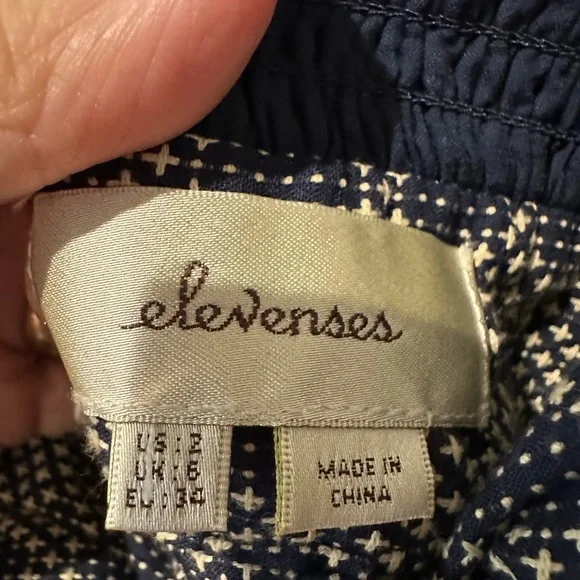 elevenses
US : 2
UK : 6
EU : 34
MADE IN
CHINA